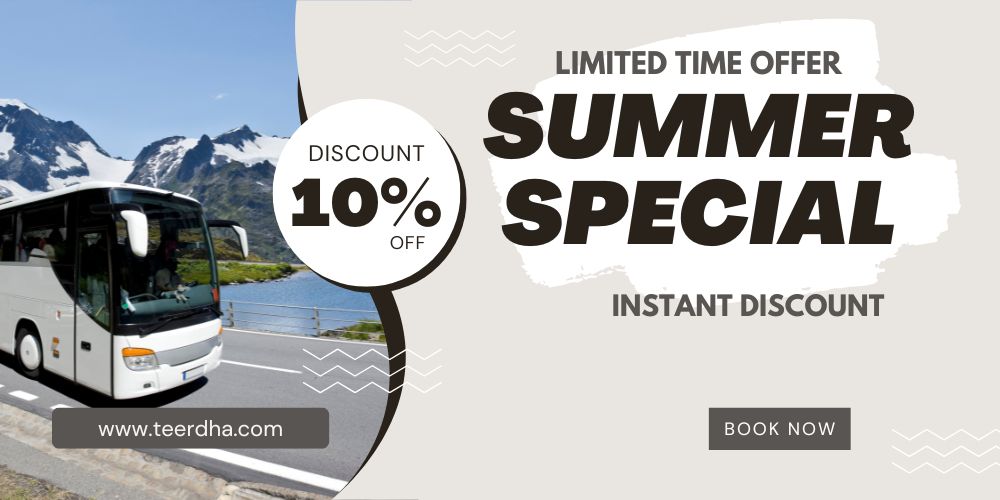 LIMITED TIME OFFER
SUMMER
SPECIAL
INSTANT DISCOUNT
DISCOUNT
10%
OFF
www.teerdha.com
BOOK NOW